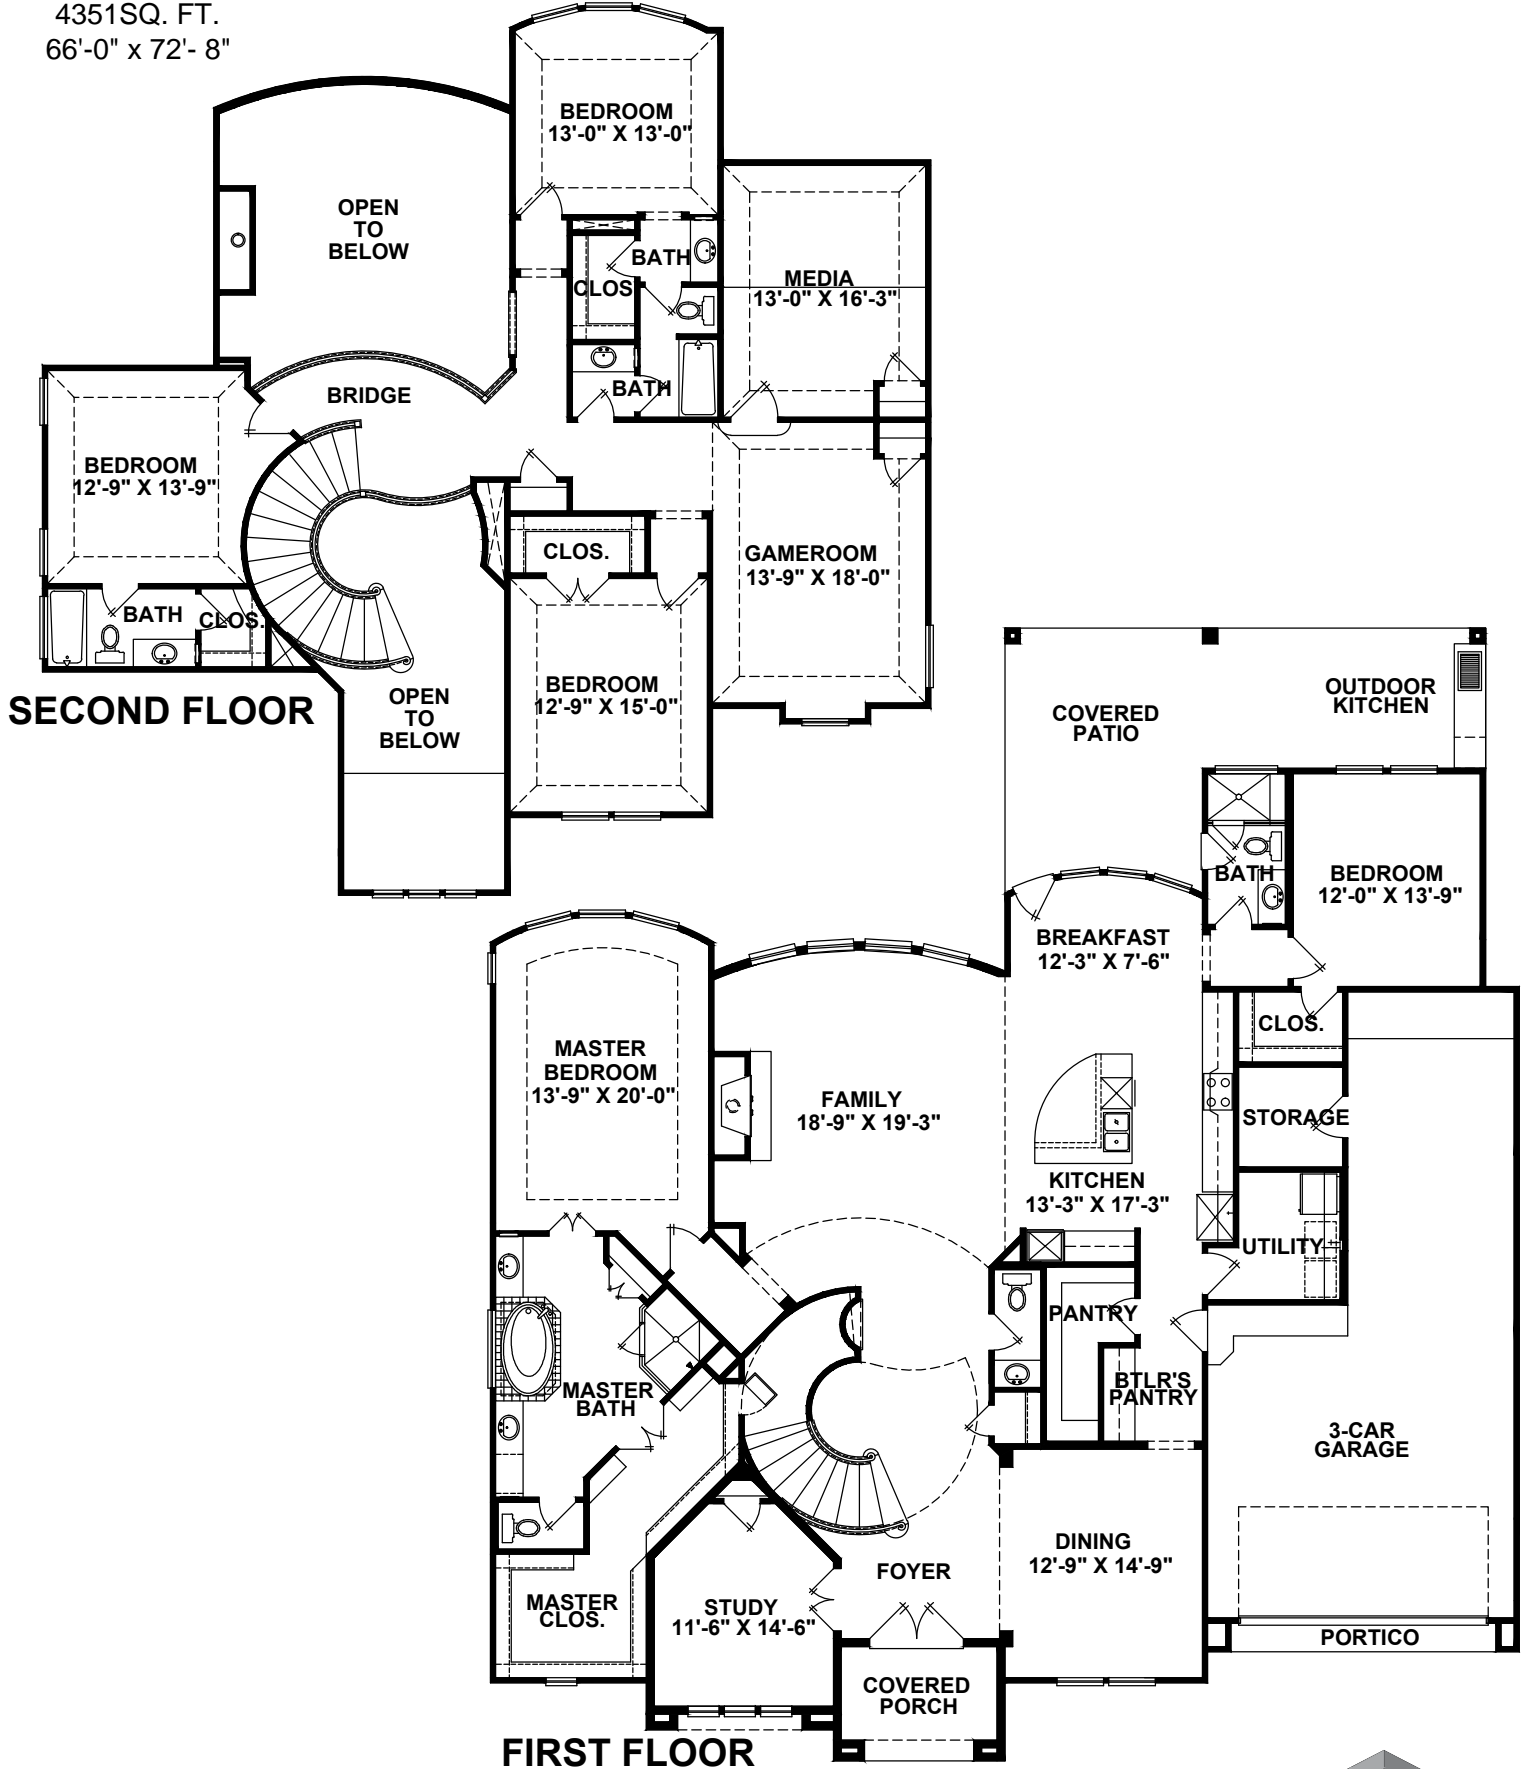 4351SQ. FT.
66'-0" x 72'- 8"
BEDROOM
13'-0" X 13'-0"
OPEN
TO
BELOW
BATH
CLOS
MEDIA
13'-0" X 16'-3"
BATH
BRIDGE
BEDROOM
12'-9" X 13'-9"
CLOS.
GAMEROOM
13'-9" X 18'-0"
BATH
CLOS.
BEDROOM
12'-9" X 15'-0"
OPEN
TO
BELOW
SECOND FLOOR
OUTDOOR
KITCHEN
COVERED
PATIO
BATH
BEDROOM
12'-0" X 13'-9"
BREAKFAST
12'-3" X 7'-6"
CLOS.
MASTER
BEDROOM
13'-9" X 20'-0"
FAMILY
18'-9" X 19'-3"
STORAGE
KITCHEN
13'-3" X 17'-3"
UTILITY
PANTRY
BTLR'S
PANTRY
MASTER
BATH
3-CAR
GARAGE
DINING
12'-9" X 14'-9"
FOYER
MASTER
CLOS.
STUDY
11'-6" X 14'-6"
PORTICO
COVERED
PORCH
FIRST FLOOR